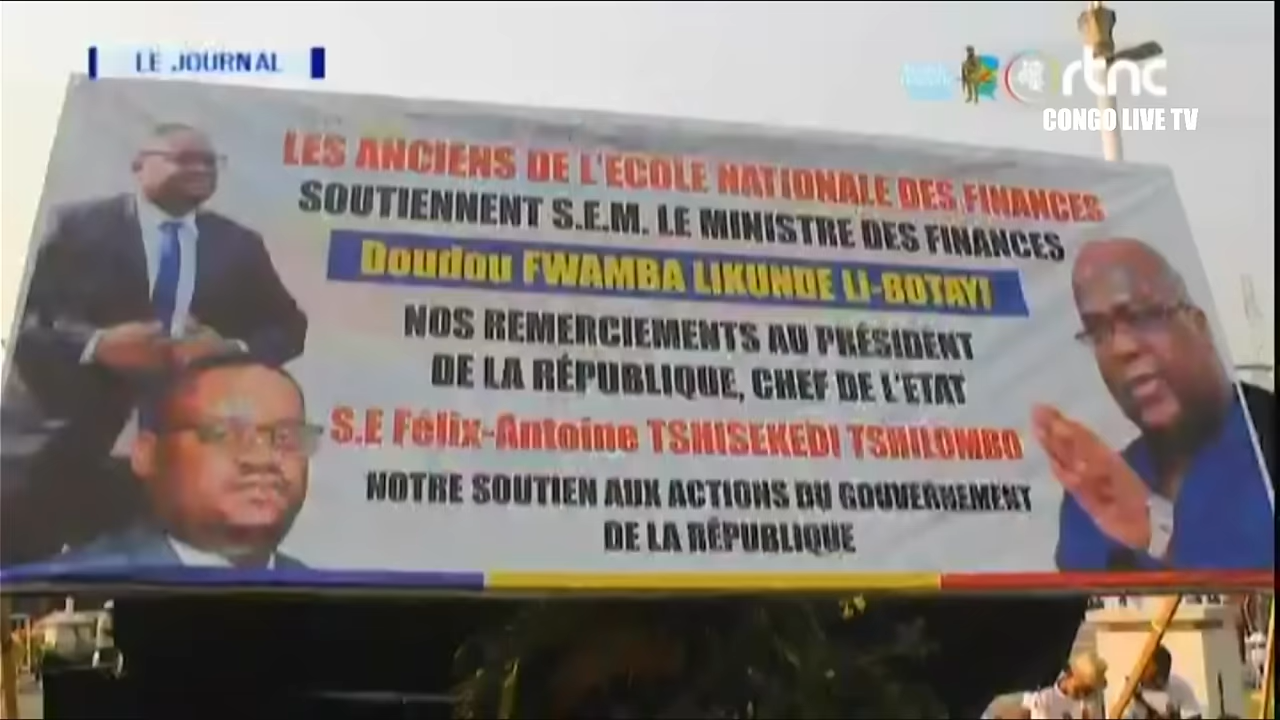 LE JOURNAL
rtnc
CONGO LIVE TV
LES ANCIENS DE L'ECOLE NATIONALE DES FINANCES
SOUTIENNENT S.E.M. LE MINISTRE DES FINANCES
Doudou FWAMBA LIKUNDE LI-BOTAYI
NOS REMERCIEMENTS AU PRÉSIDENT
DE LA RÉPUBLIQUE, CHEF DE L'ETAT
S.E Félix-Antoine TSHISEKEDI TSHILOMBO
NOTRE SOUTIEN AUX ACTIONS DU GOUVERNEMENT
DE LA RÉPUBLIQUE